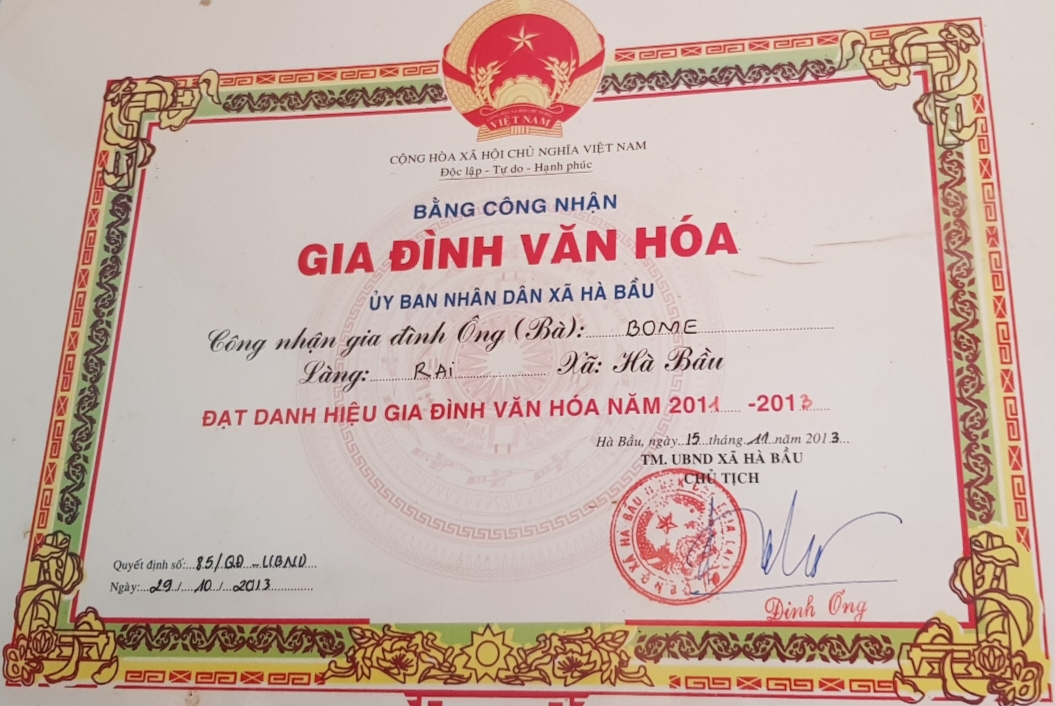 VIỆT NAM
CỘNG HÒA XÃ HỘI CHỦ NGHĨA VIỆT NAM
Độc lập - Tự do - Hạnh phúc
BẰNG CÔNG NHẬN
GIA ĐÌNH VĂN HÓA
ỦY BAN NHÂN DÂN XÃ HÀ BẦU
Công nhận gia đình Ông (Bà): BOME
Làng: RAi Xã: Hà Bầu
ĐẠT DANH HIỆU GIA ĐÌNH VĂN HÓA NĂM 2011 -2013
Hà Bầu, ngày 15 tháng 11 năm 2013
TM. UBND XÃ HÀ BẦU
CHỦ TỊCH
XÃ HÀ BẦU
Đinh Ông
Quyết định số: 85/QĐ - UBND
Ngày: 29/ 10 / 2013